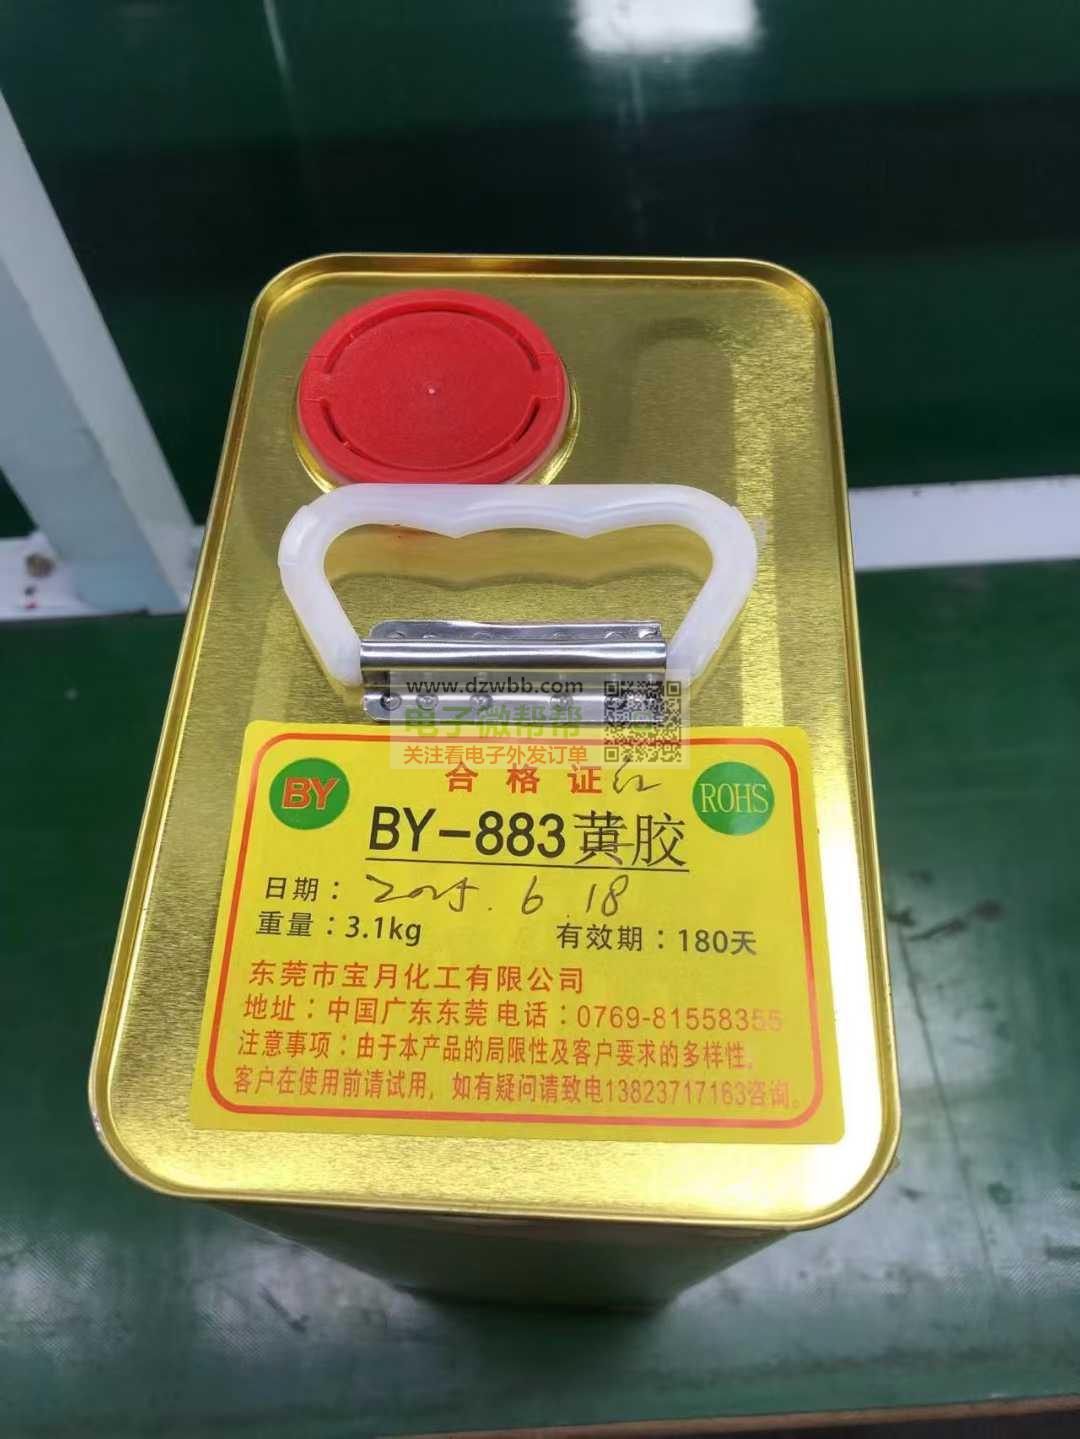 www.dzwbb.com
电子微帮帮
关注看电子外发订单
合格证 红
BY
ROHS
BY-883黄胶
日期：2025.6.18
重量：3.1kg 有效期：180天
东莞市宝月化工有限公司
地址：中国广东东莞 电话：0769-81558355
注意事项：由于本产品的局限性及客户要求的多样性，
客户在使用前请试用，如有疑问请致电13823717163咨询。